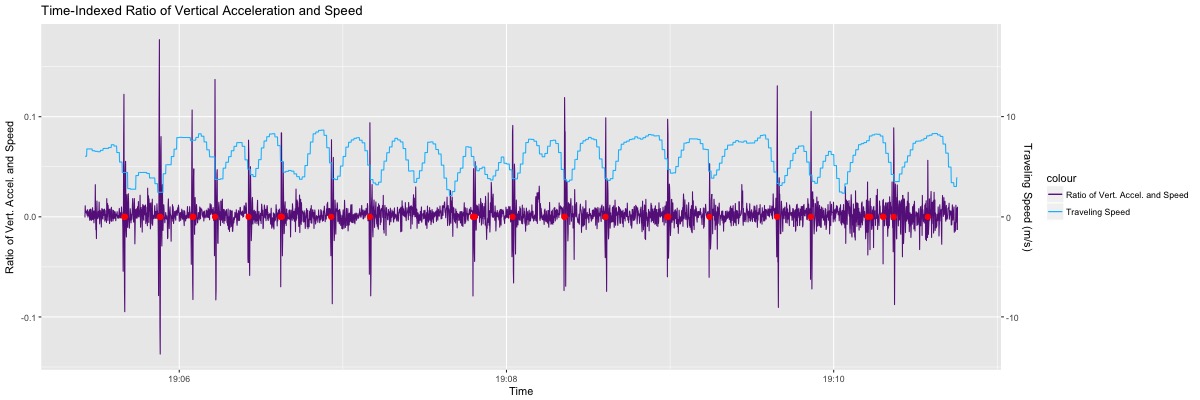 Time-Indexed Ratio of Vertical Acceleration and Speed
Ratio of Vert. Accel. and Speed
0.1
0.0
-0.1
10
0
-10
Traveling Speed (m/s)
19:06
19:08
19:10
Time
colour
Ratio of Vert. Accel. and Speed
Traveling Speed